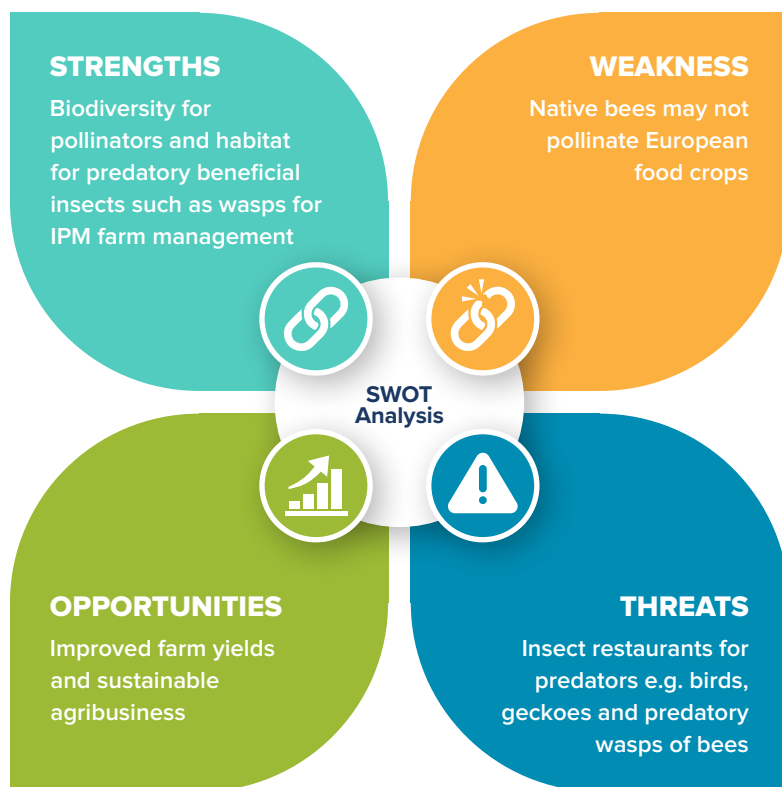 STRENGTHS
Biodiversity for
pollinators and habitat
for predatory beneficial
insects such as wasps for
IPM farm management
WEAKNESS
Native bees may not
pollinate European
food crops
SWOT
Analysis
OPPORTUNITIES
Improved farm yields
and sustainable
agribusiness
THREATS
Insect restaurants for
predators e.g. birds,
geckoes and predatory
wasps of bees